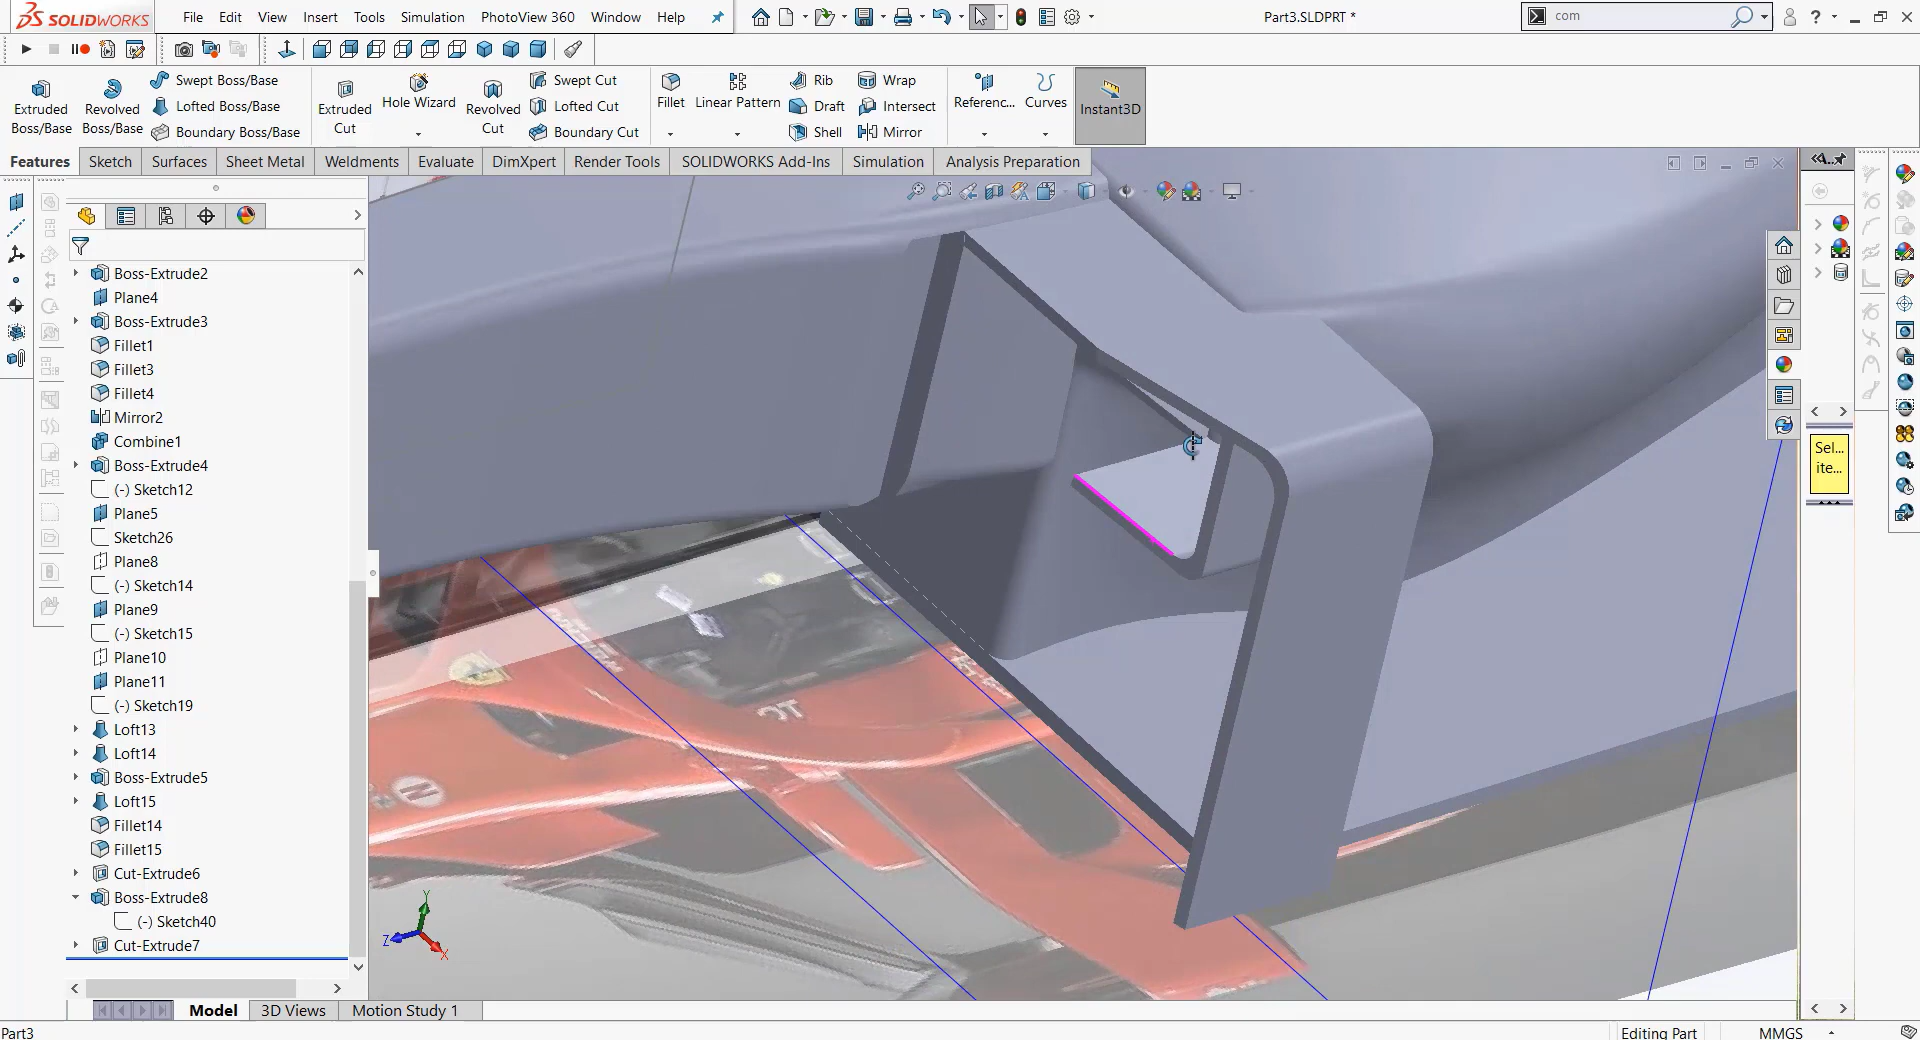 SOLIDWORKS File Edit View Insert Tools Simulation PhotoView 360 Window Help Part3.SLDPRT * com
Extruded Boss/Base
Revolved Boss/Base
Swept Boss/Base
Lofted Boss/Base
Boundary Boss/Base
Extruded Cut
Hole Wizard
Revolved Cut
Swept Cut
Lofted Cut
Boundary Cut
Fillet
Linear Pattern
Rib
Draft
Shell
Wrap
Intersect
Mirror
Referenc...
Curves
Instant3D
Features Sketch Surfaces Sheet Metal Weldments Evaluate DimXpert Render Tools SOLIDWORKS Add-Ins Simulation Analysis Preparation
Boss-Extrude2
Plane4
Boss-Extrude3
Fillet1
Fillet3
Fillet4
Mirror2
Combine1
Boss-Extrude4
(-) Sketch12
Plane5
Sketch26
Plane8
(-) Sketch14
Plane9
(-) Sketch15
Plane10
Plane11
(-) Sketch19
Loft13
Loft14
Boss-Extrude5
Loft15
Fillet14
Fillet15
Cut-Extrude6
Boss-Extrude8
(-) Sketch40
Cut-Extrude7
Sel...
ite...
Y
Z
X
Model 3D Views Motion Study 1
Part3 Editing Part MMGS